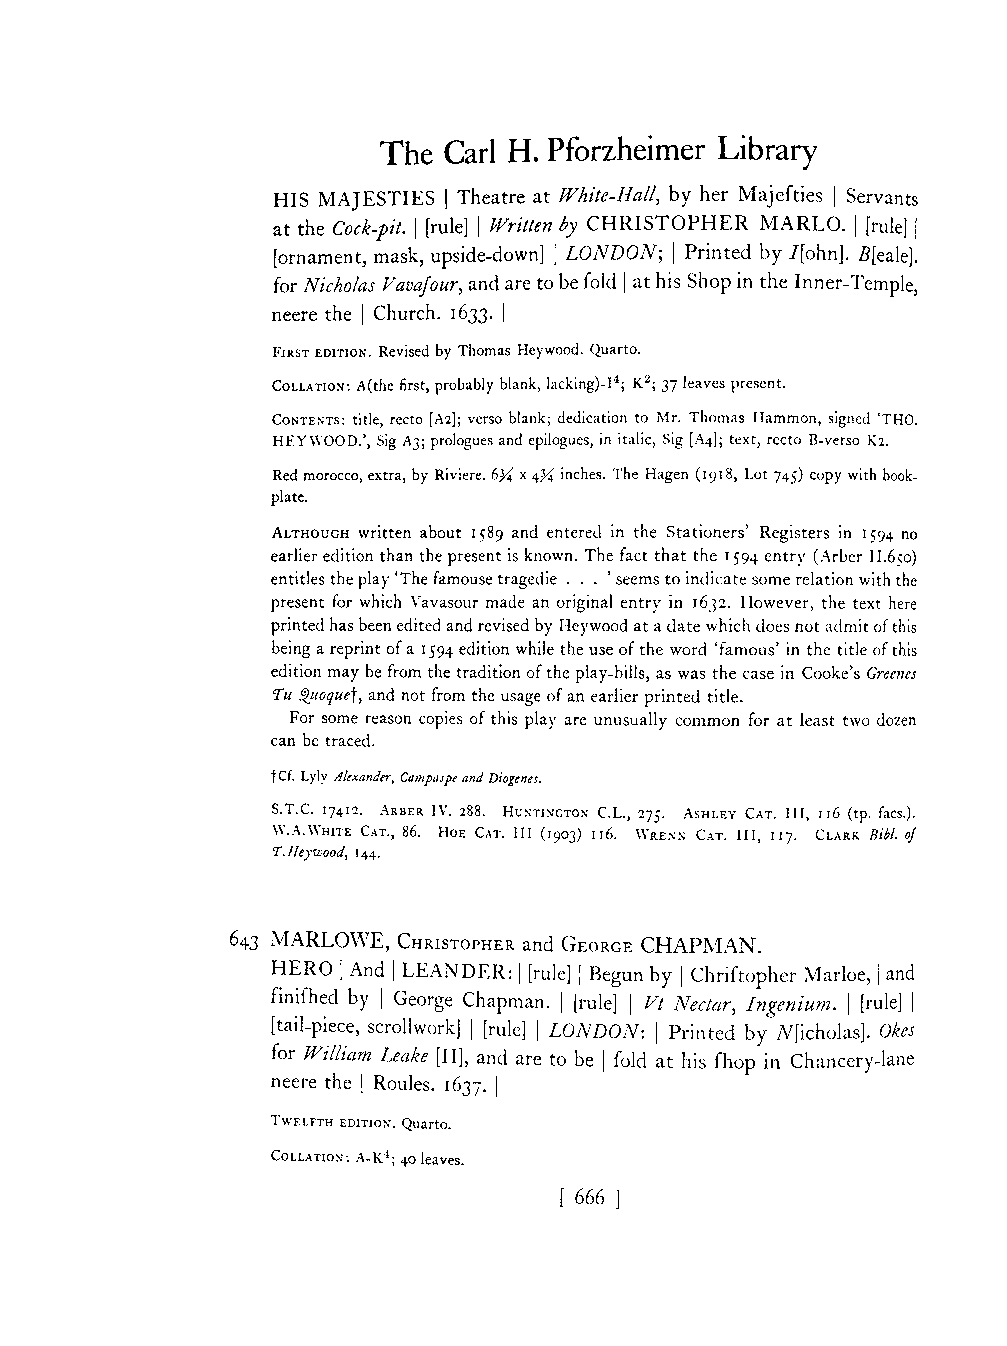 The Carl H. Pforzheimer Library
HIS MAJESTIES | Theatre at White-Hall, by her Majeſties | Servants
at the Cock-pit. | [rule] | Written by CHRISTOPHER MARLO. | [rule] |
[ornament, mask, upside-down] | LONDON; | Printed by I[ohn]. B[eale].
for Nicholas Vavaſour, and are to be ſold | at his Shop in the Inner-Temple,
neere the | Church. 1633. |
FIRST EDITION. Revised by Thomas Heywood. Quarto.
COLLATION: A(the first, probably blank, lacking)-I⁴; K²; 37 leaves present.
CONTENTS: title, recto [A2]; verso blank; dedication to Mr. Thomas Hammon, signed 'THO.
HEYWOOD.', Sig A3; prologues and epilogues, in italic, Sig [A4]; text, recto B-verso K2.
Red morocco, extra, by Riviere. 6¾ x 4¾ inches. The Hagen (1918, Lot 745) copy with book-
plate.
ALTHOUGH written about 1589 and entered in the Stationers' Registers in 1594 no
earlier edition than the present is known. The fact that the 1594 entry (Arber II.650)
entitles the play 'The famouse tragedie . . . ' seems to indicate some relation with the
present for which Vavasour made an original entry in 1632. However, the text here
printed has been edited and revised by Heywood at a date which does not admit of this
being a reprint of a 1594 edition while the use of the word 'famous' in the title of this
edition may be from the tradition of the play-bills, as was the case in Cooke's Greenes
Tu Quoque†, and not from the usage of an earlier printed title.
For some reason copies of this play are unusually common for at least two dozen
can be traced.
†Cf. Lyly Alexander, Campaspe and Diogenes.
S.T.C. 17412. ARBER IV. 288. HUNTINGTON C.L., 275. ASHLEY CAT. III, 116 (tp. facs.).
W.A.WHITE CAT., 86. HOE CAT. III (1903) 116. WRENN CAT. III, 117. CLARK Bibl. of
T.Heywood, 144.
643 MARLOWE, CHRISTOPHER and GEORGE CHAPMAN.
HERO | And | LEANDER: | [rule] | Begun by | Chriſtopher Marloe, | and
finiſhed by | George Chapman. | [rule] | Vt Nectar, Ingenium. | [rule] |
[tail-piece, scrollwork] | [rule] | LONDON: | Printed by N[icholas]. Okes
for William Leake [II], and are to be | ſold at his ſhop in Chancery-lane
neere the | Roules. 1637. |
TWELFTH EDITION. Quarto.
COLLATION: A-K⁴; 40 leaves.
[ 666 ]